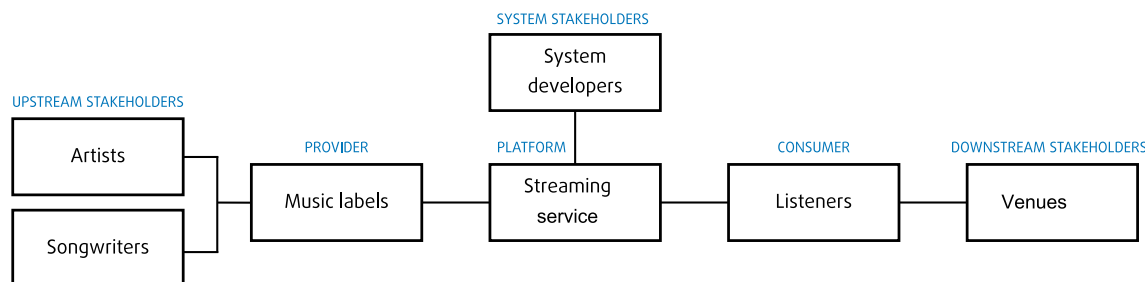 SYSTEM STAKEHOLDERS
System
developers
UPSTREAM STAKEHOLDERS
Artists
Songwriters
PROVIDER
Music labels
PLATFORM
Streaming
service
CONSUMER
Listeners
DOWNSTREAM STAKEHOLDERS
Venues